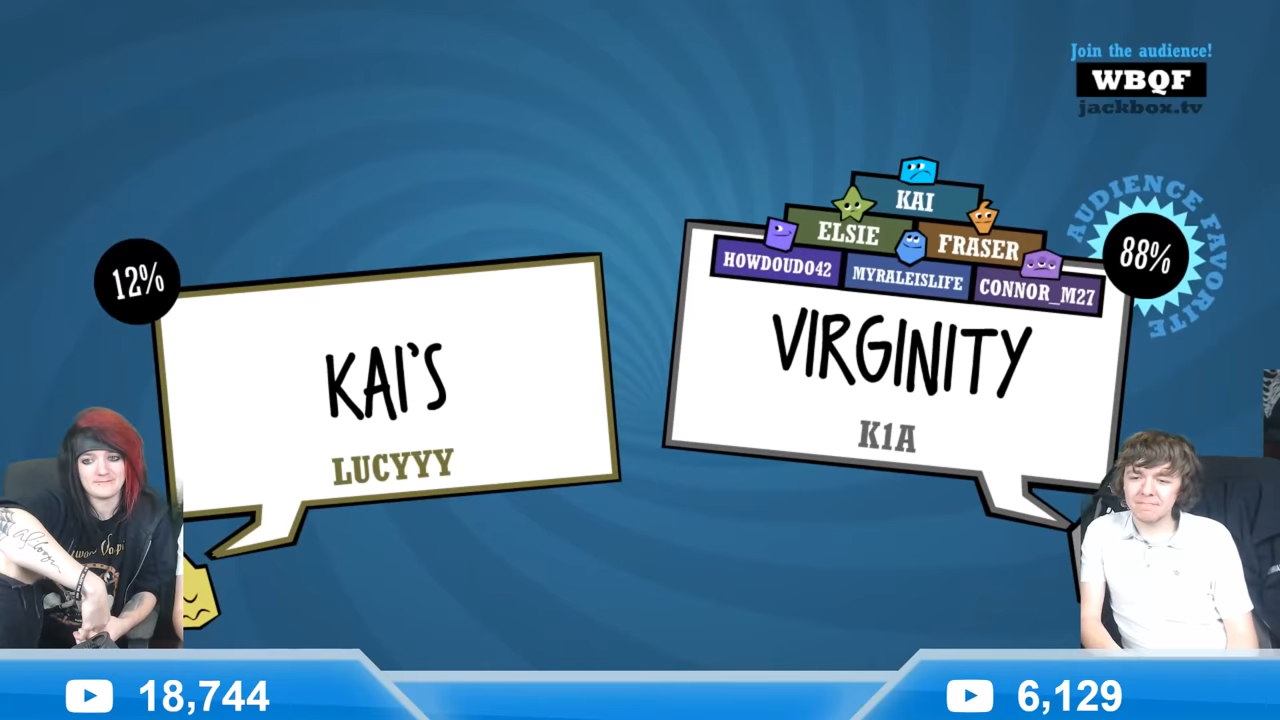 Join the audience!
WBQF
jackbox.tv
AUDIENCE FAVORITE
KAI
ELSIE
FRASER
HOWDOUDO42
MYRALEISLIFE
CONNOR_M27
12%
88%
KAI'S
LUCYYY
VIRGINITY
K1A
18,744
6,129